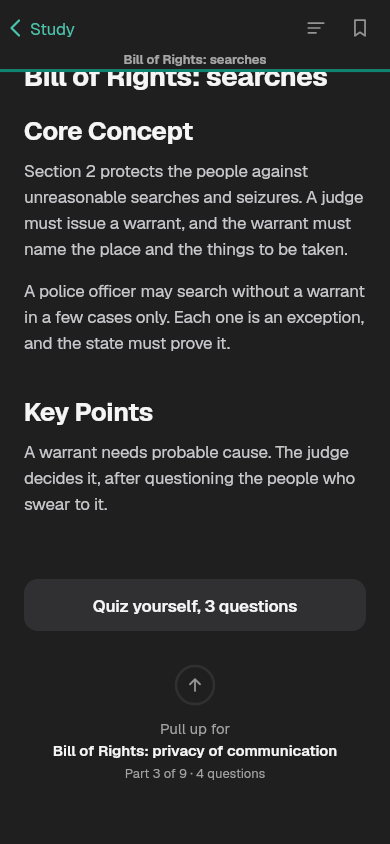 Study
Bill of Rights: searches
Bill of Rights: searches
Core Concept
Section 2 protects the people against
unreasonable searches and seizures. A judge
must issue a warrant, and the warrant must
name the place and the things to be taken.
A police officer may search without a warrant
in a few cases only. Each one is an exception,
and the state must prove it.
Key Points
A warrant needs probable cause. The judge
decides it, after questioning the people who
swear to it.
Quiz yourself, 3 questions
Pull up for
Bill of Rights: privacy of communication
Part 3 of 9 · 4 questions